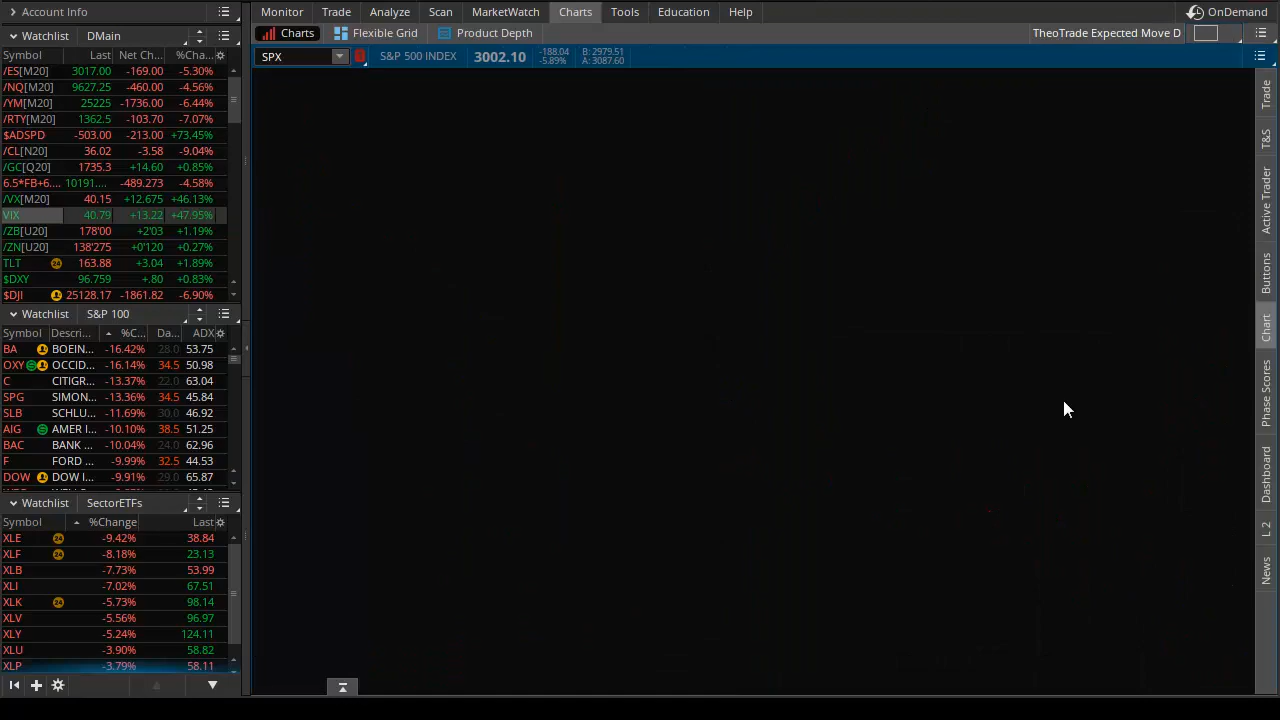 Account Info
Monitor Trade Analyze Scan MarketWatch Charts Tools Education Help OnDemand
Watchlist DMain
Charts Flexible Grid Product Depth TheoTrade Expected Move D
SPX S&P 500 INDEX 3002.10 -188.04 -5.89% B: 2979.51 A: 3087.60
Symbol Last Net Ch... %Cha...
/ES[M20] 3017.00 -169.00 -5.30%
/NQ[M20] 9627.25 -460.00 -4.56%
/YM[M20] 25225 -1736.00 -6.44%
/RTY[M20] 1362.5 -103.70 -7.07%
$ADSPD -503.00 -213.00 +73.45%
/CL[N20] 36.02 -3.58 -9.04%
/GC[Q20] 1735.3 +14.60 +0.85%
6.5*FB+6.... 10191.... -489.273 -4.58%
/VX[M20] 40.15 +12.675 +46.13%
VIX 40.79 +13.22 +47.95%
/ZB[U20] 178'00 +2'03 +1.19%
/ZN[U20] 138'275 +0'120 +0.27%
TLT 24 163.88 +3.04 +1.89%
$DXY 96.759 +.80 +0.83%
$DJI 25128.17 -1861.82 -6.90%
Watchlist S&P 100
Symbol Descri... %C... Da... ADX
BA BOEIN... -16.42% 28.0 53.75
OXY OCCID... -16.14% 34.5 50.98
C CITIGR... -13.37% 22.0 63.04
SPG SIMON... -13.36% 34.5 45.84
SLB SCHLU... -11.69% 30.0 46.92
AIG AMER I... -10.10% 38.5 51.25
BAC BANK ... -10.04% 24.0 62.96
F FORD ... -9.99% 32.5 44.53
DOW DOW I... -9.91% 29.0 65.87
Watchlist SectorETFs
Symbol %Change Last
XLE 24 -9.42% 38.84
XLF 24 -8.18% 23.13
XLB -7.73% 53.99
XLI -7.02% 67.51
XLK 24 -5.73% 98.14
XLV -5.56% 96.97
XLY -5.24% 124.11
XLU -3.90% 58.82
XLP -3.79% 58.11
Trade
T&S
Active Trader
Buttons
Chart
Phase Scores
Dashboard
L 2
News